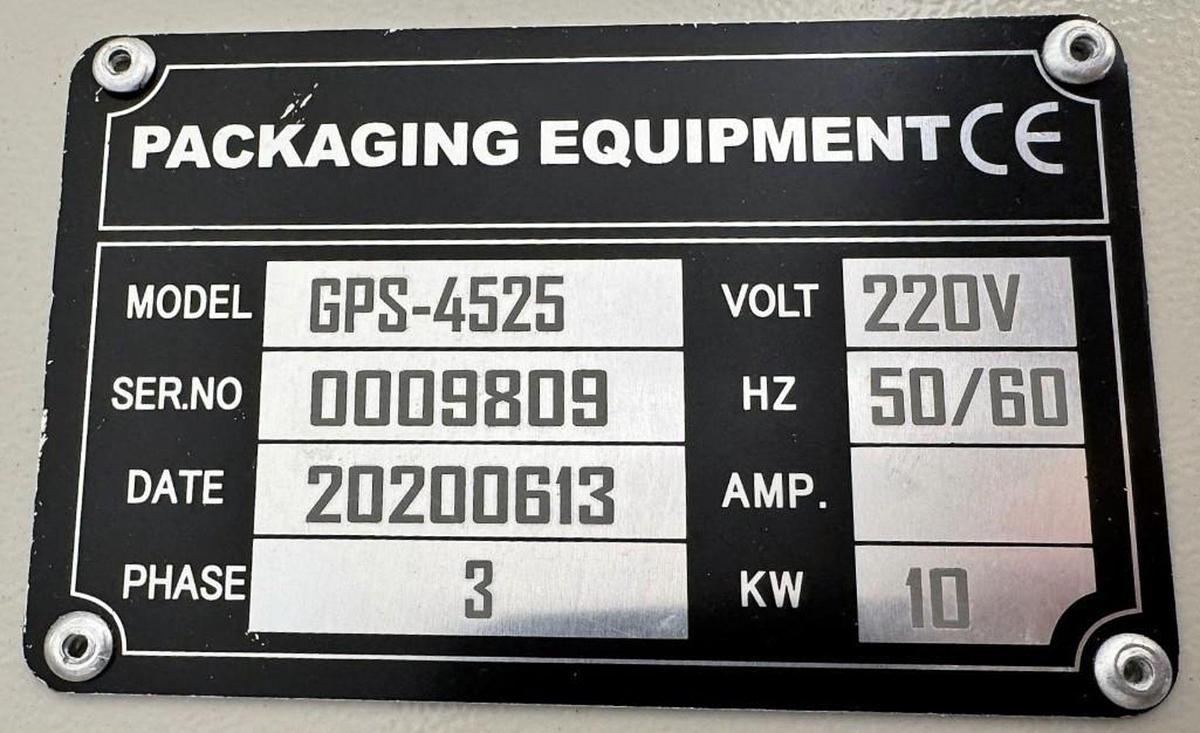 PACKAGING EQUIPMENT CE
MODEL GPS-4525 VOLT 220V
SER.NO 0009809 HZ 50/60
DATE 20200613 AMP.
PHASE 3 KW 10